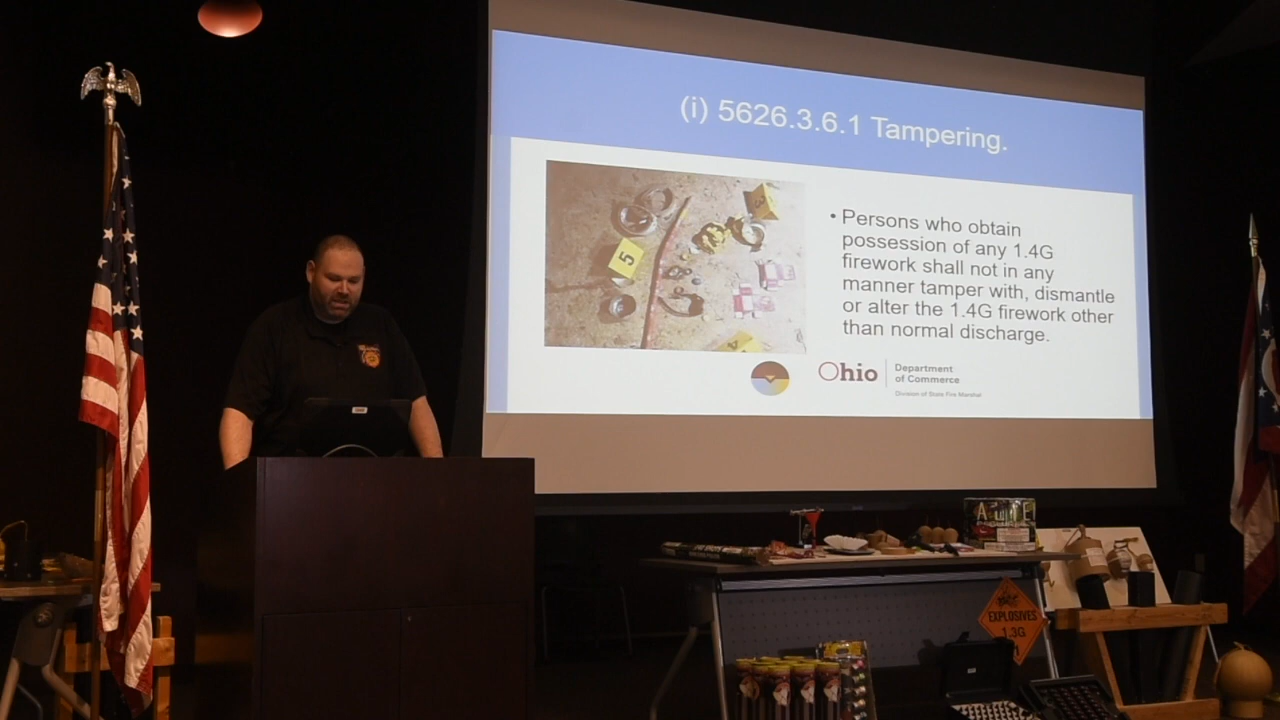 (i) 5626.3.6.1 Tampering.
• Persons who obtain
possession of any 1.4G
firework shall not in any
manner tamper with, dismantle
or alter the 1.4G firework other
than normal discharge.
5
3
Ohio
Department
of Commerce
Division of State Fire Marshal
EXPLOSIVES
1.3G